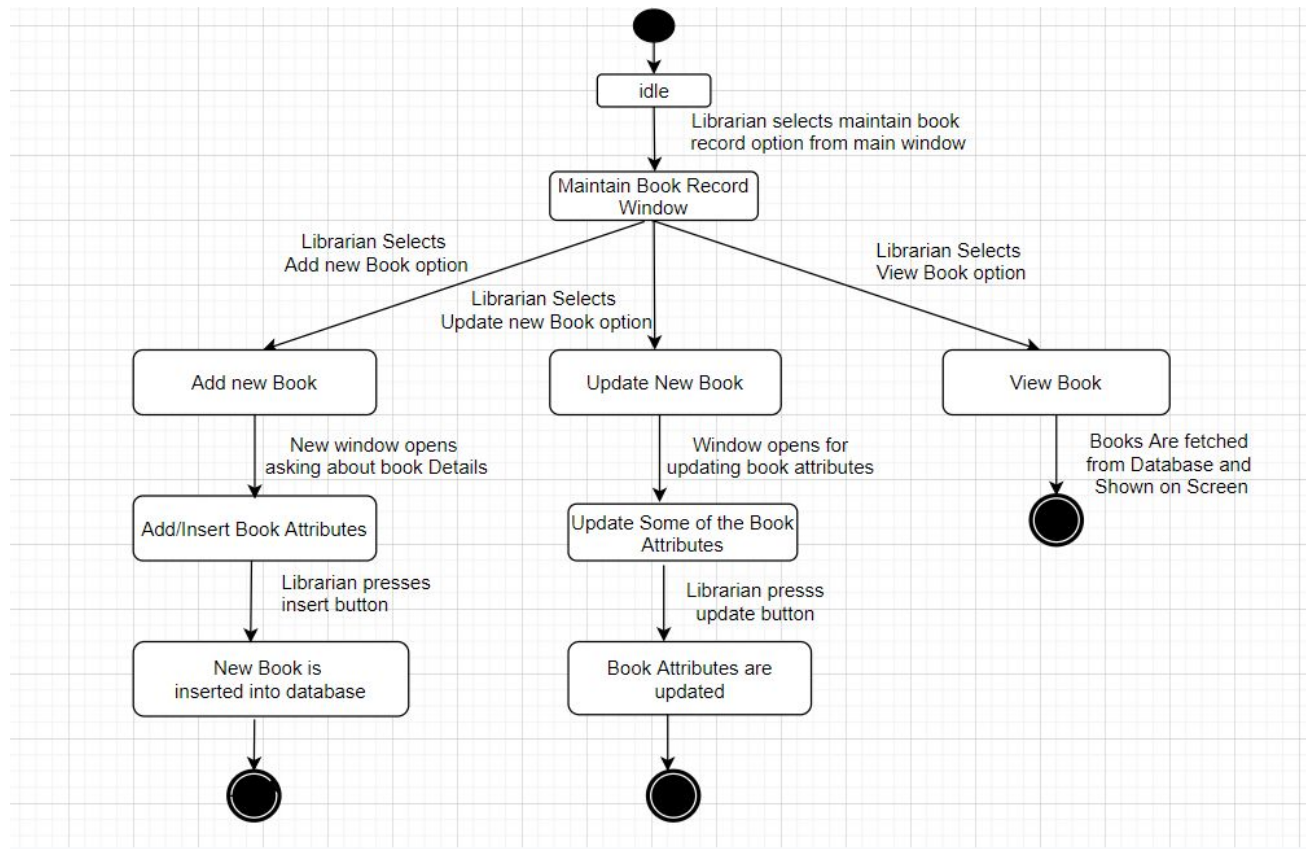 idle
Librarian selects maintain book
record option from main window
Maintain Book Record
Window
Librarian Selects
Add new Book option
Librarian Selects
Update new Book option
Librarian Selects
View Book option
Add new Book
Update New Book
View Book
New window opens
asking about book Details
Window opens for
updating book attributes
Books Are fetched
from Database and
Shown on Screen
Add/Insert Book Attributes
Update Some of the Book
Attributes
Librarian presses
insert button
Librarian presss
update button
New Book is
inserted into database
Book Attributes are
updated